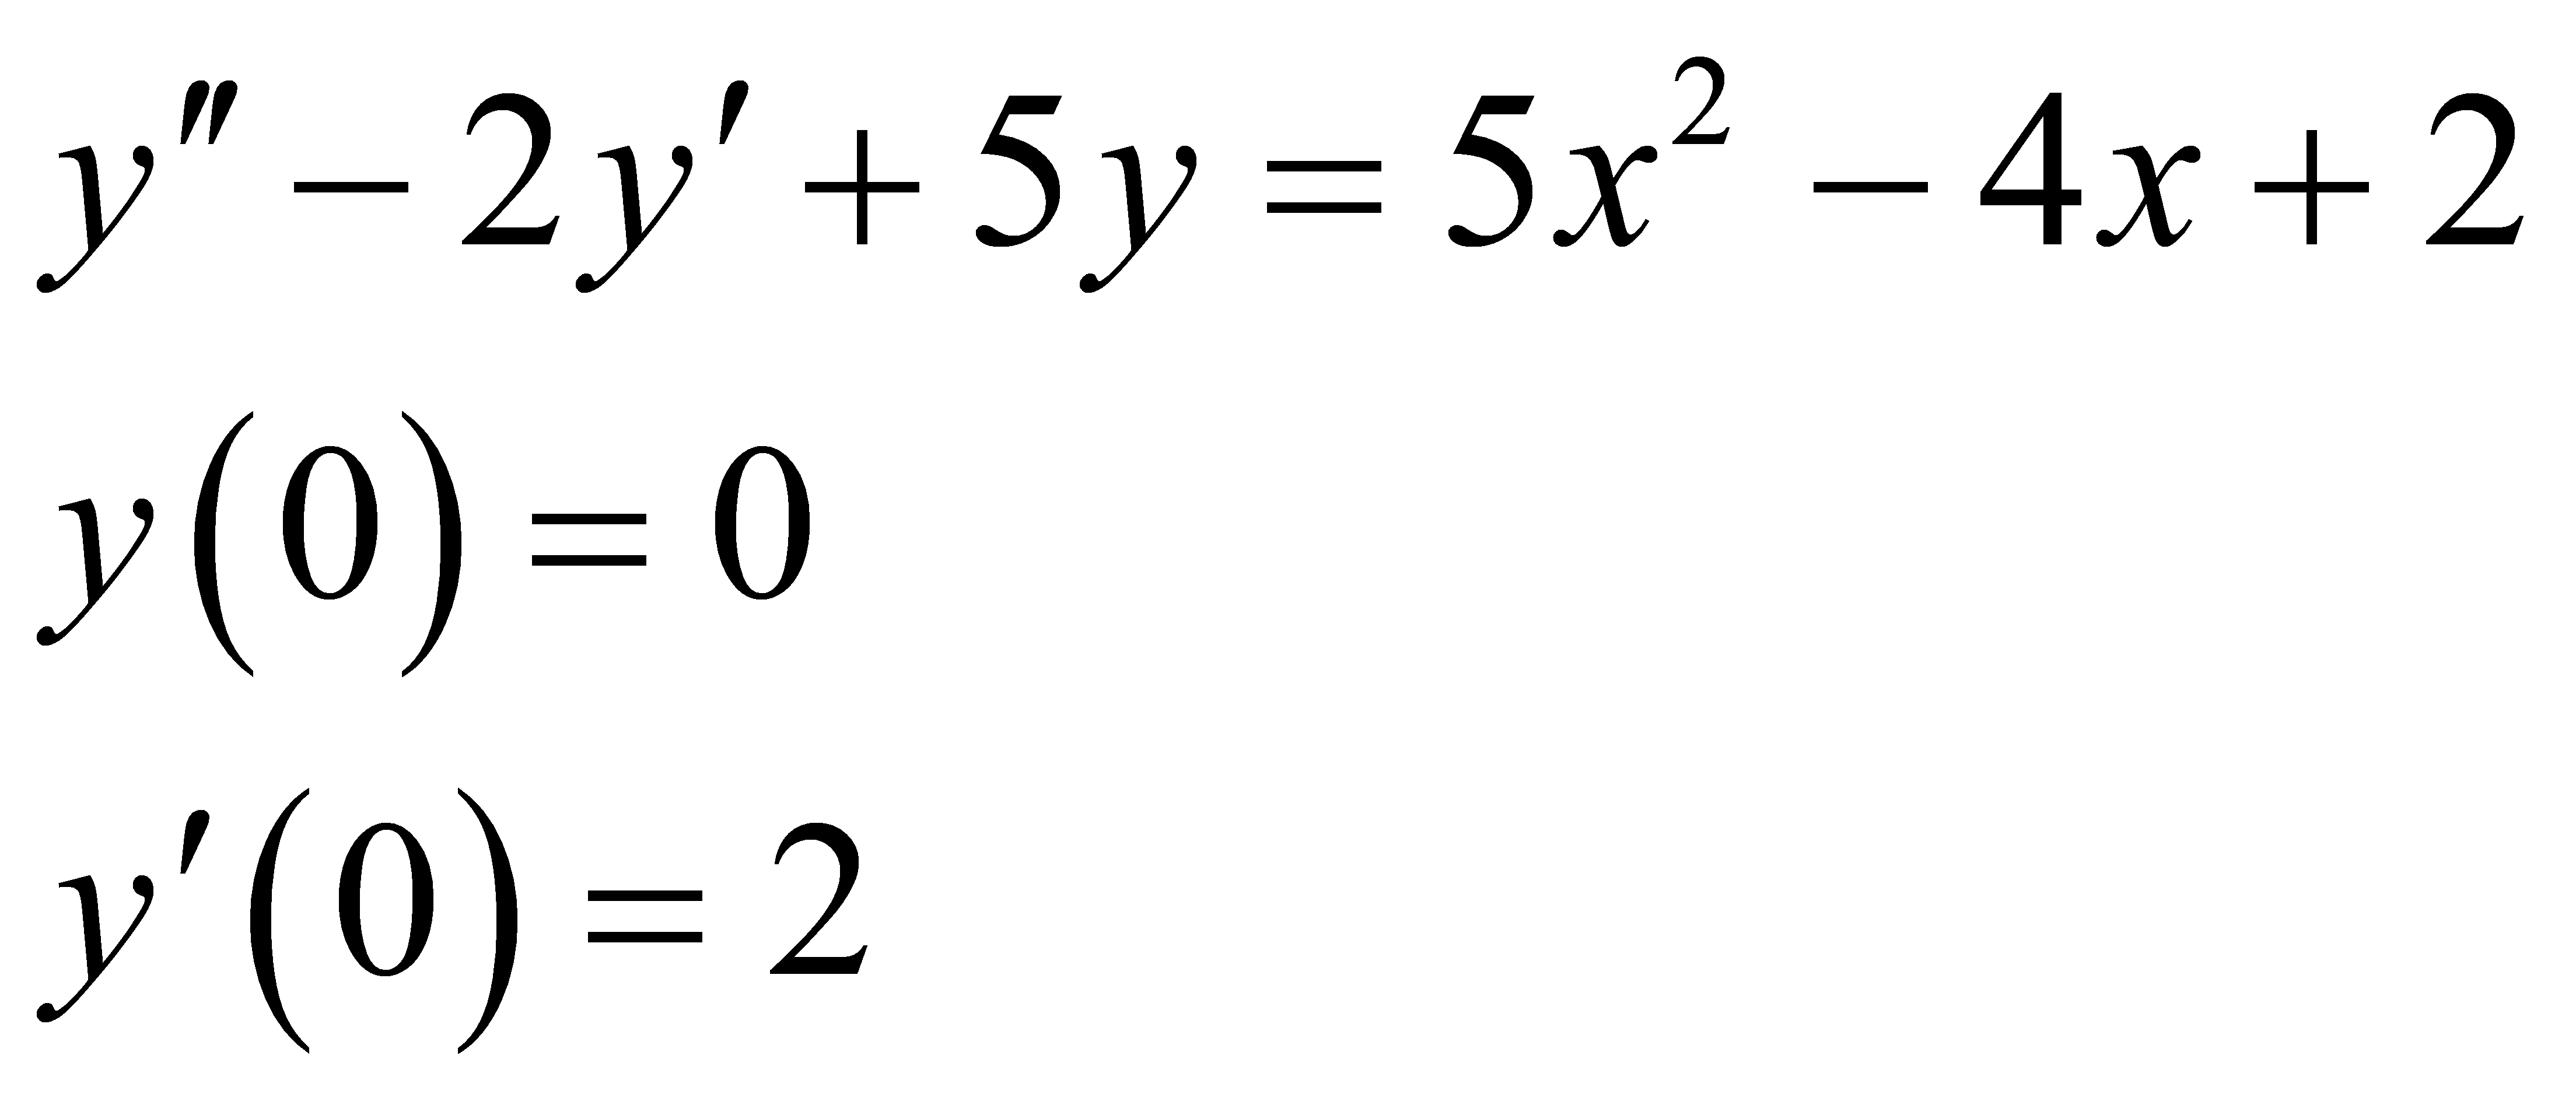 y″ − 2y′ + 5y = 5x² − 4x + 2
y(0) = 0
y′(0) = 2